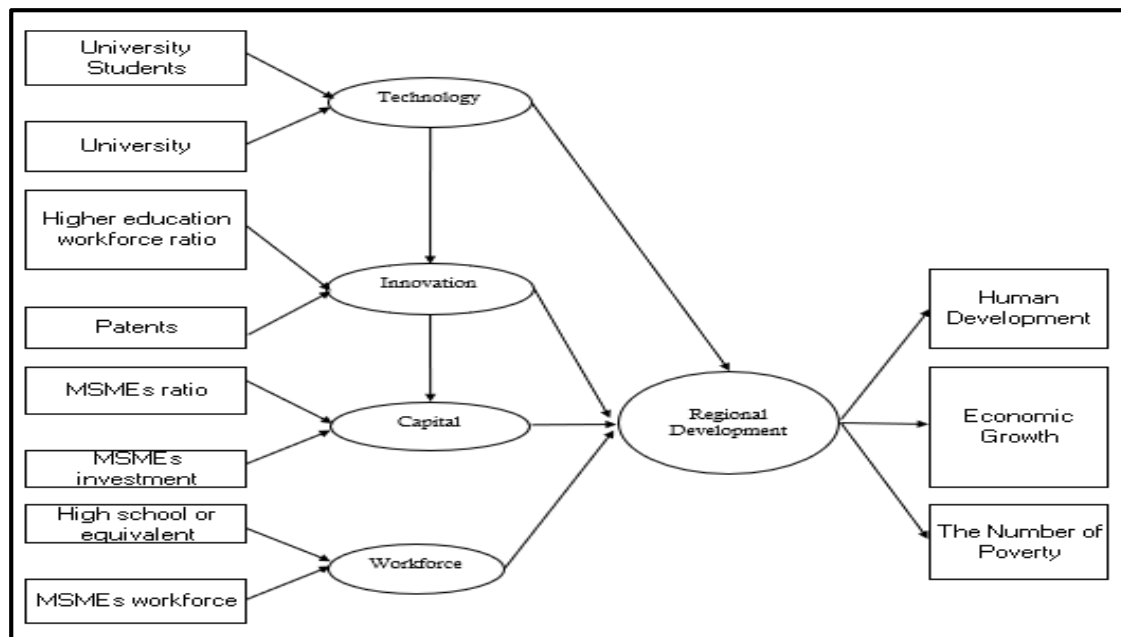 University
Students
University
Higher education
workforce ratio
Patents
MSMEs ratio
MSMEs
investment
High school or
equivalent
MSMEs workforce
Technology
Innovation
Capital
Workforce
Regional
Development
Human
Development
Economic
Growth
The Number of
Poverty